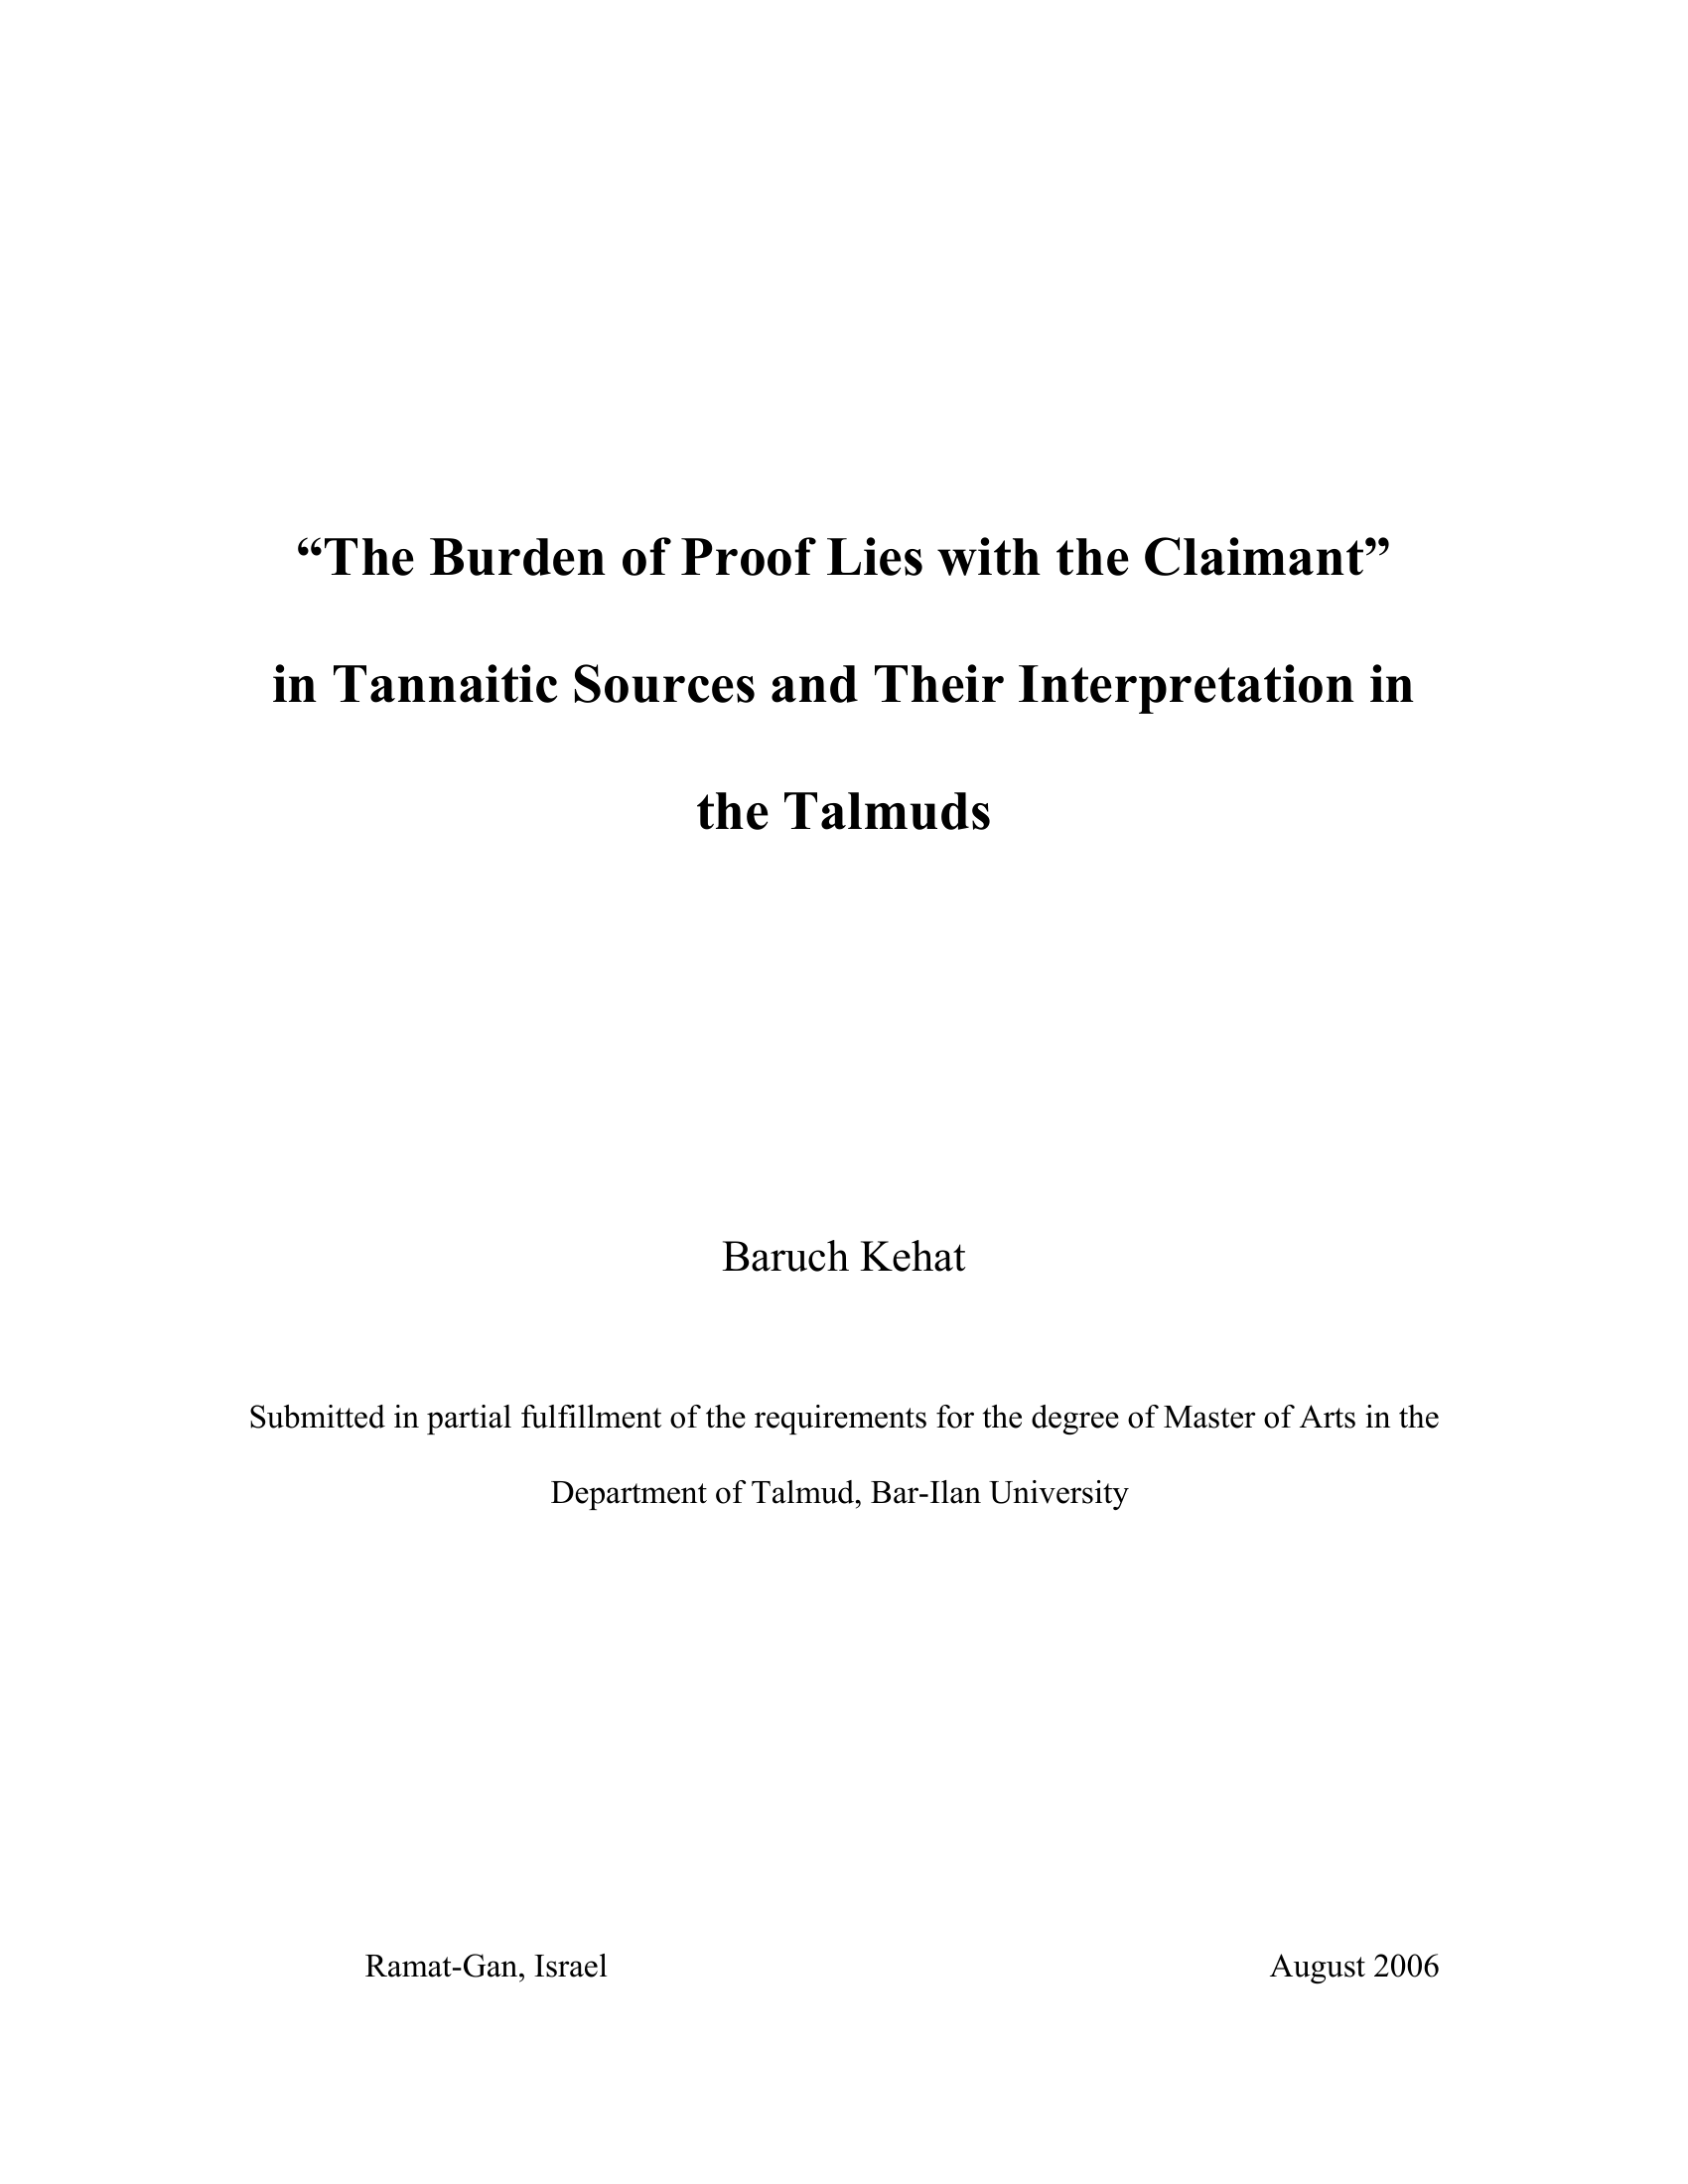 “The Burden of Proof Lies with the Claimant”
in Tannaitic Sources and Their Interpretation in
the Talmuds
Baruch Kehat
Submitted in partial fulfillment of the requirements for the degree of Master of Arts in the
Department of Talmud, Bar-Ilan University
Ramat-Gan, Israel August 2006